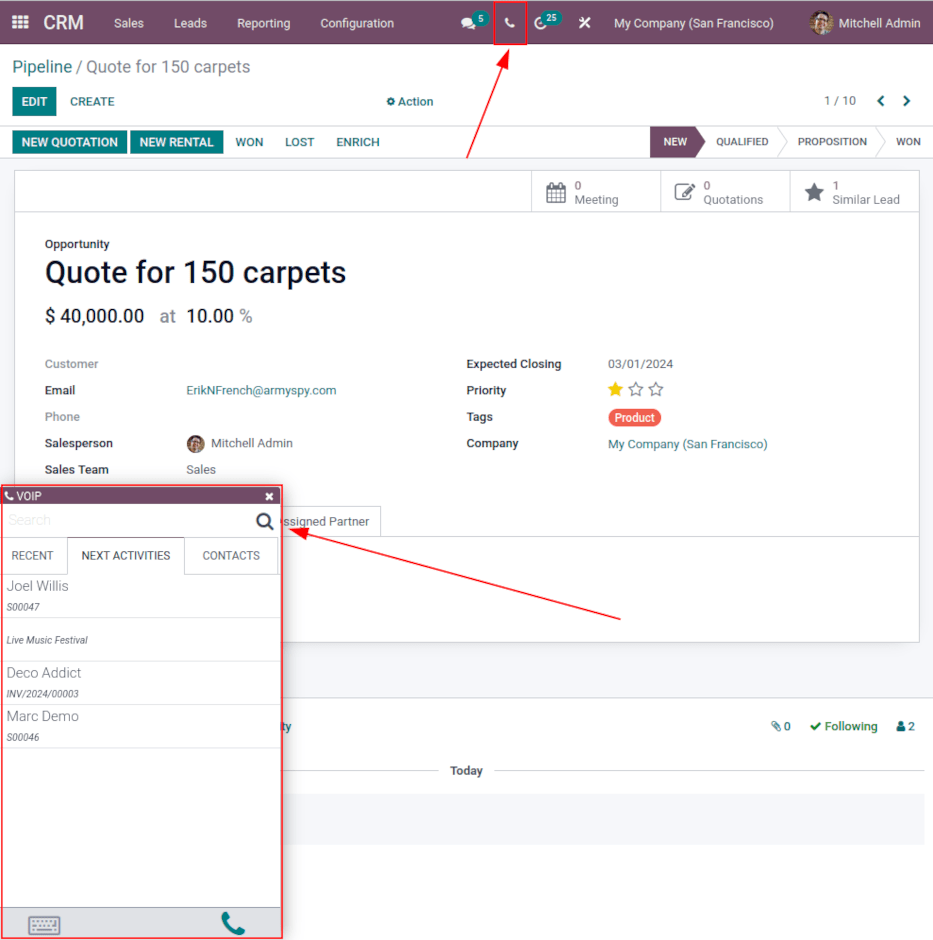 CRM Sales Leads Reporting Configuration 5 25 My Company (San Francisco) Mitchell Admin
Pipeline / Quote for 150 carpets
EDIT CREATE Action 1 / 10
NEW QUOTATION NEW RENTAL WON LOST ENRICH NEW QUALIFIED PROPOSITION WON
0 Meeting
0 Quotations
1 Similar Lead
Opportunity
Quote for 150 carpets
$ 40,000.00 at 10.00 %
Customer
Email ErikNFrench@armyspy.com
Phone
Salesperson Mitchell Admin
Sales Team Sales
Expected Closing 03/01/2024
Priority
Tags Product
Company My Company (San Francisco)
VOIP
Search
RECENT NEXT ACTIVITIES CONTACTS
Joel Willis
S00047
Live Music Festival
Deco Addict
INV/2024/00003
Marc Demo
S00046
ssigned Partner
ty 0 Following 2
Today